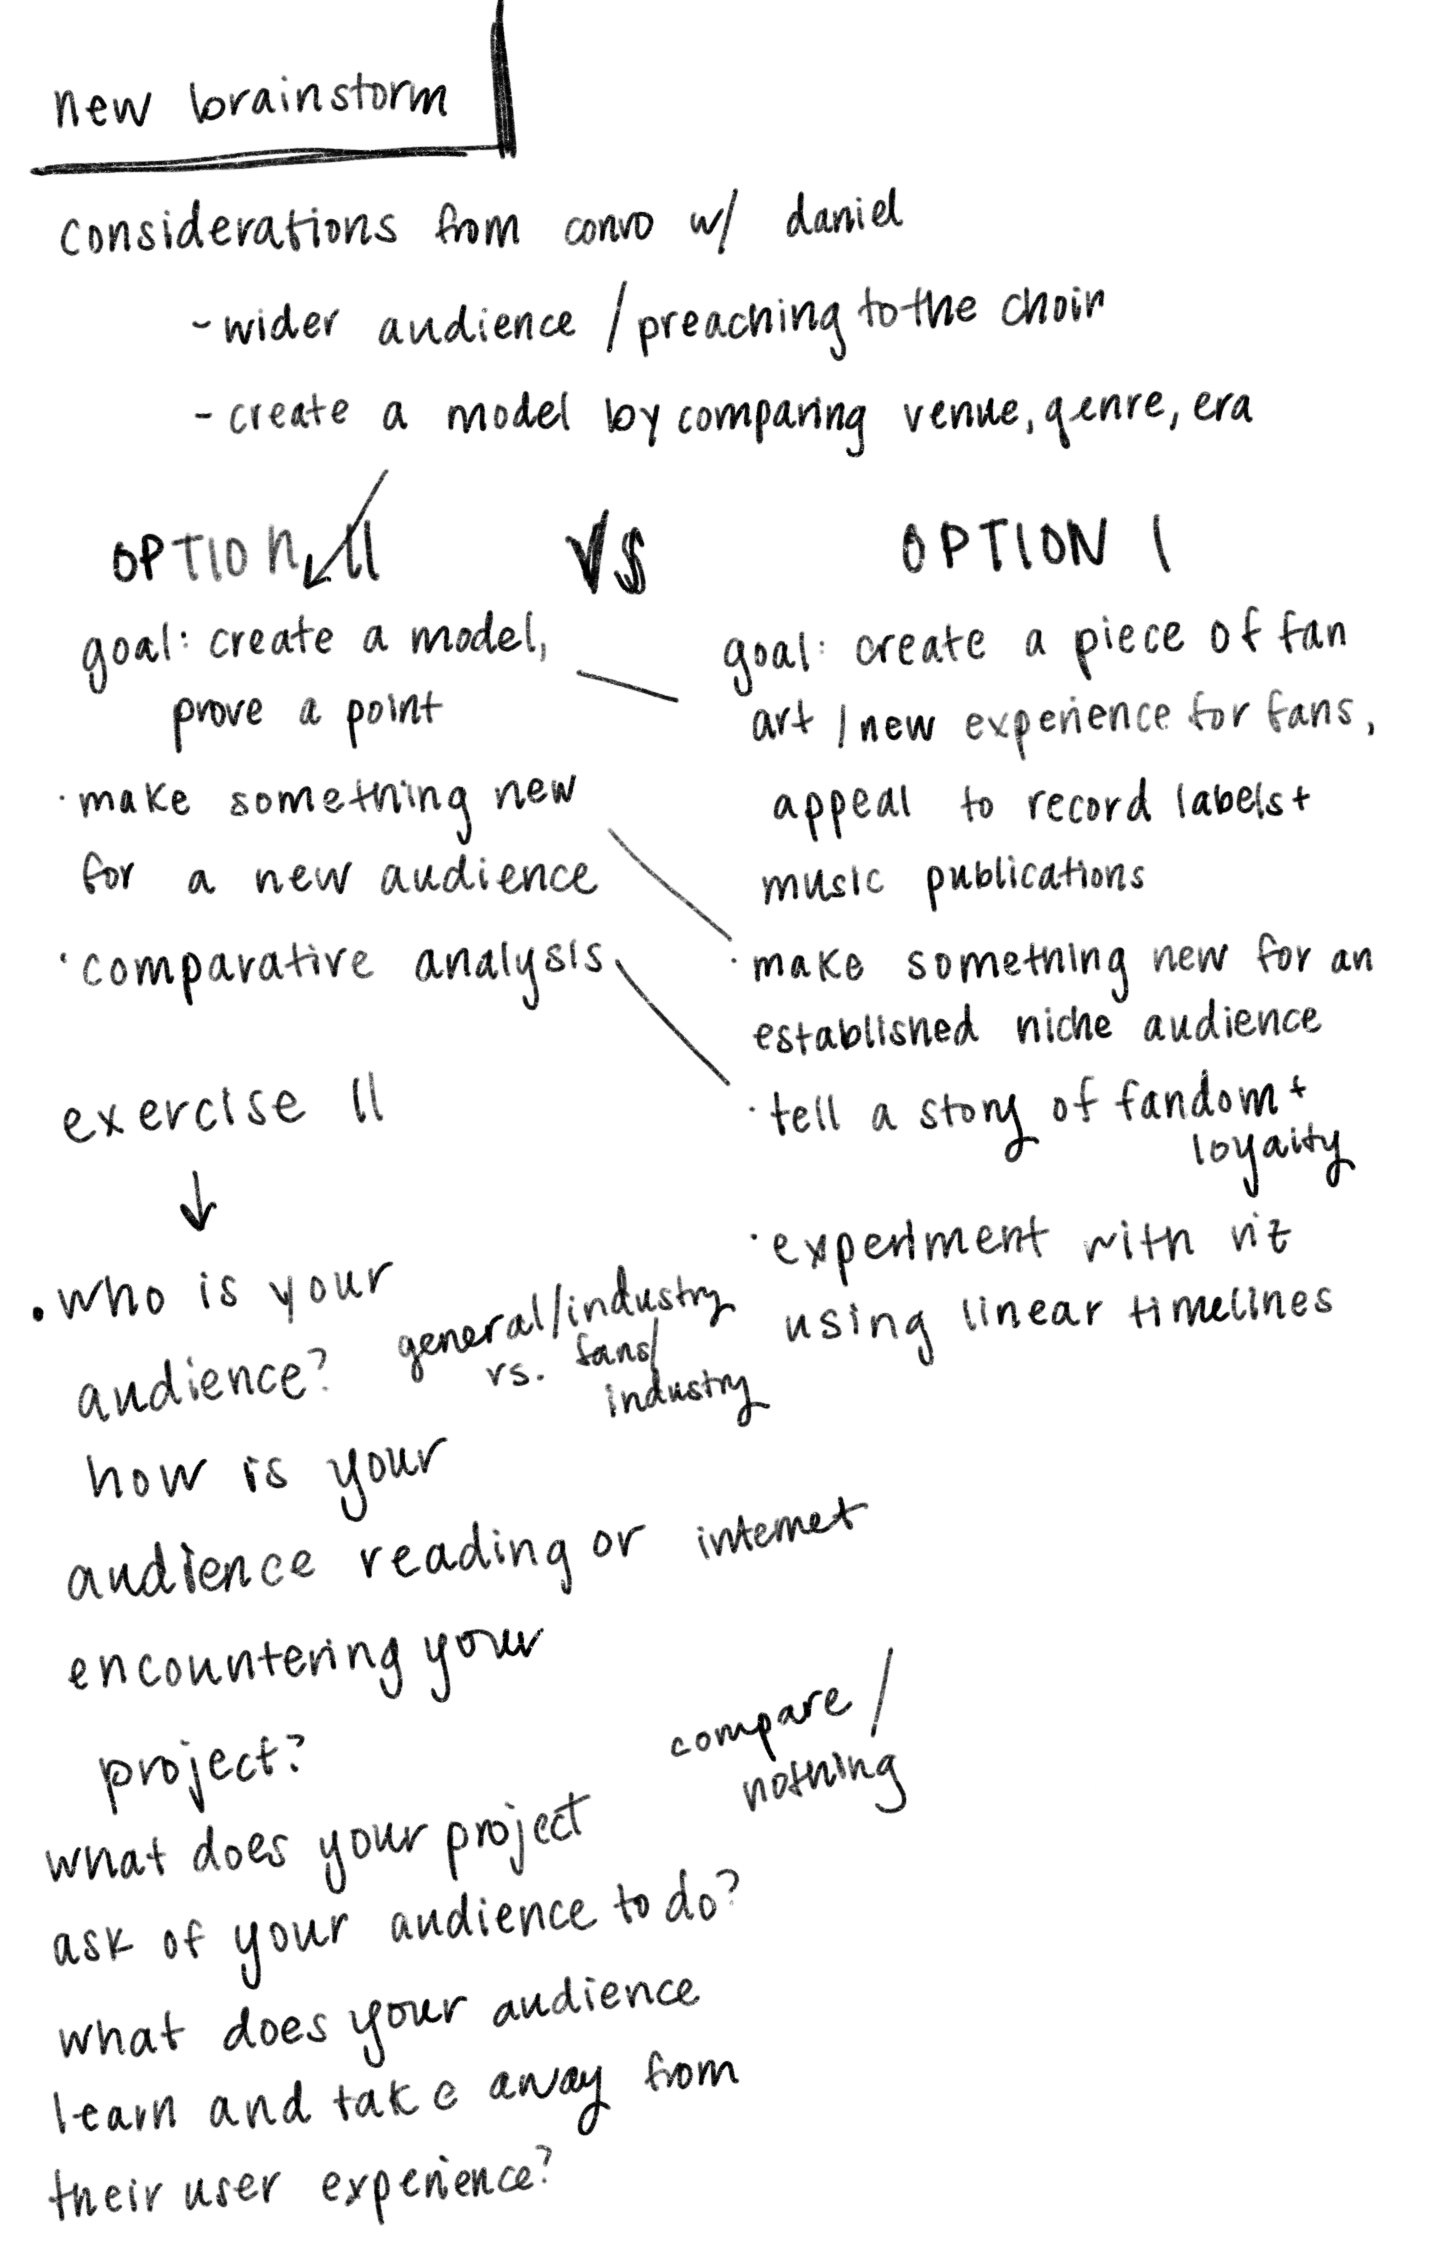 new brainstorm
considerations from convo w/ daniel
- wider audience / preaching to the choir
- create a model by comparing venue, genre, era
OPTION II
VS
OPTION I
goal: create a model,
prove a point
· make something new
for a new audience
· comparative analysis
goal: create a piece of fan
art / new experience for fans,
appeal to record labels +
music publications
· make something new for an
established niche audience
· tell a story of fandom +
loyalty
· experiment with viz
using linear timelines
exercise II
↓
· who is your
audience?
general/industry
vs. fans/
industry
how is your
audience reading or
encountering your
project?
internet
what does your project
ask of your audience to do?
compare /
nothing
what does your audience
learn and take away from
their user experience?